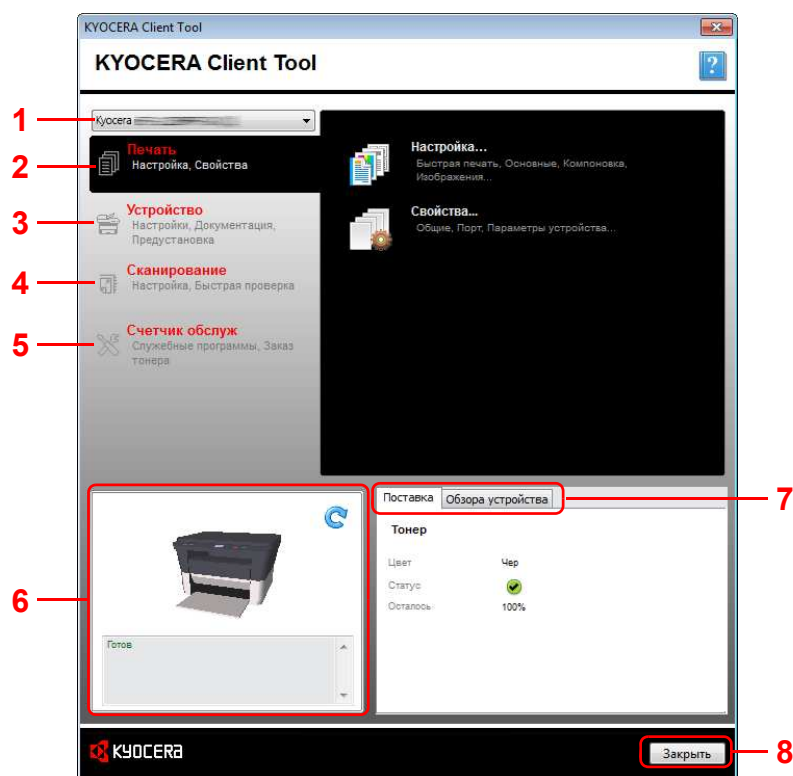 KYOCERA Client Tool
KYOCERA Client Tool
?
1
Kyocera
2
Печать
Настройка, Свойства
3
Устройство
Настройки, Документация,
Предустановка
4
Сканирование
Настройка, Быстрая проверка
5
Счетчик обслуж
Служебные программы, Заказ
тонера
Настройка...
Быстрая печать, Основные, Компоновка,
Изображения...
Свойства...
Общие, Порт, Параметры устройства...
6
Готов
Поставка Обзора устройства
7
Тонер
Цвет Чер
Статус
Осталось 100%
KYOCERA
Закрыть
8